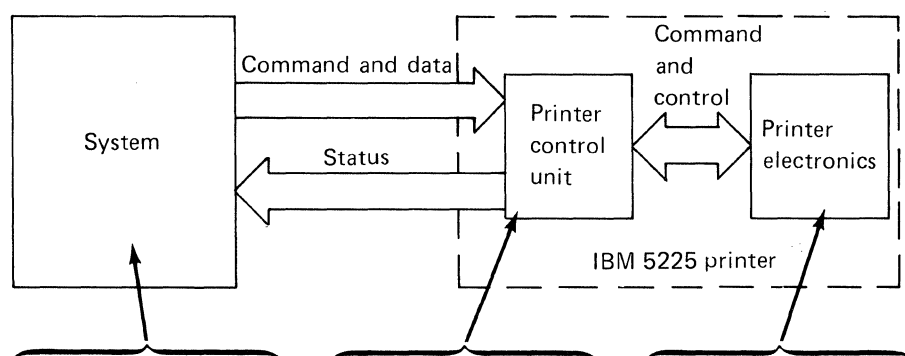 System
Command and data
Status
Printer
control
unit
Command
and
control
Printer
electronics
IBM 5225 printer